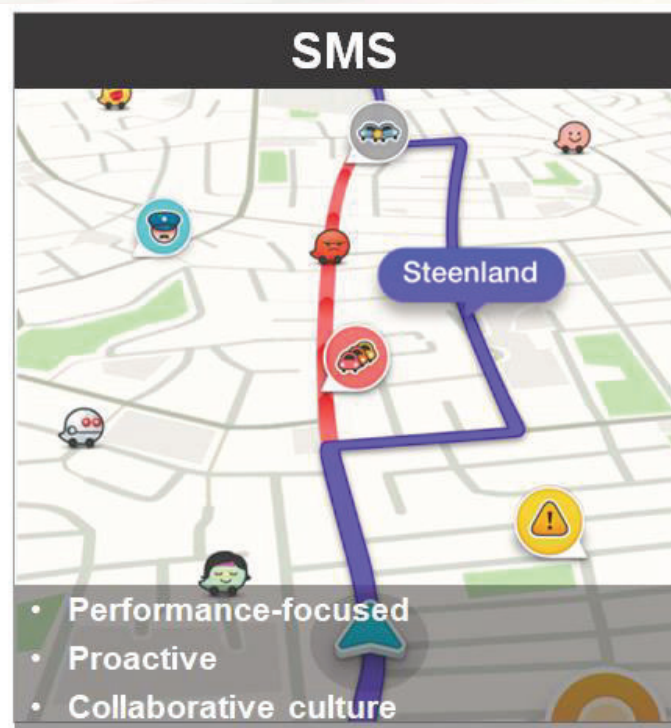 SMS
Steenland
• Performance-focused
• Proactive
• Collaborative culture